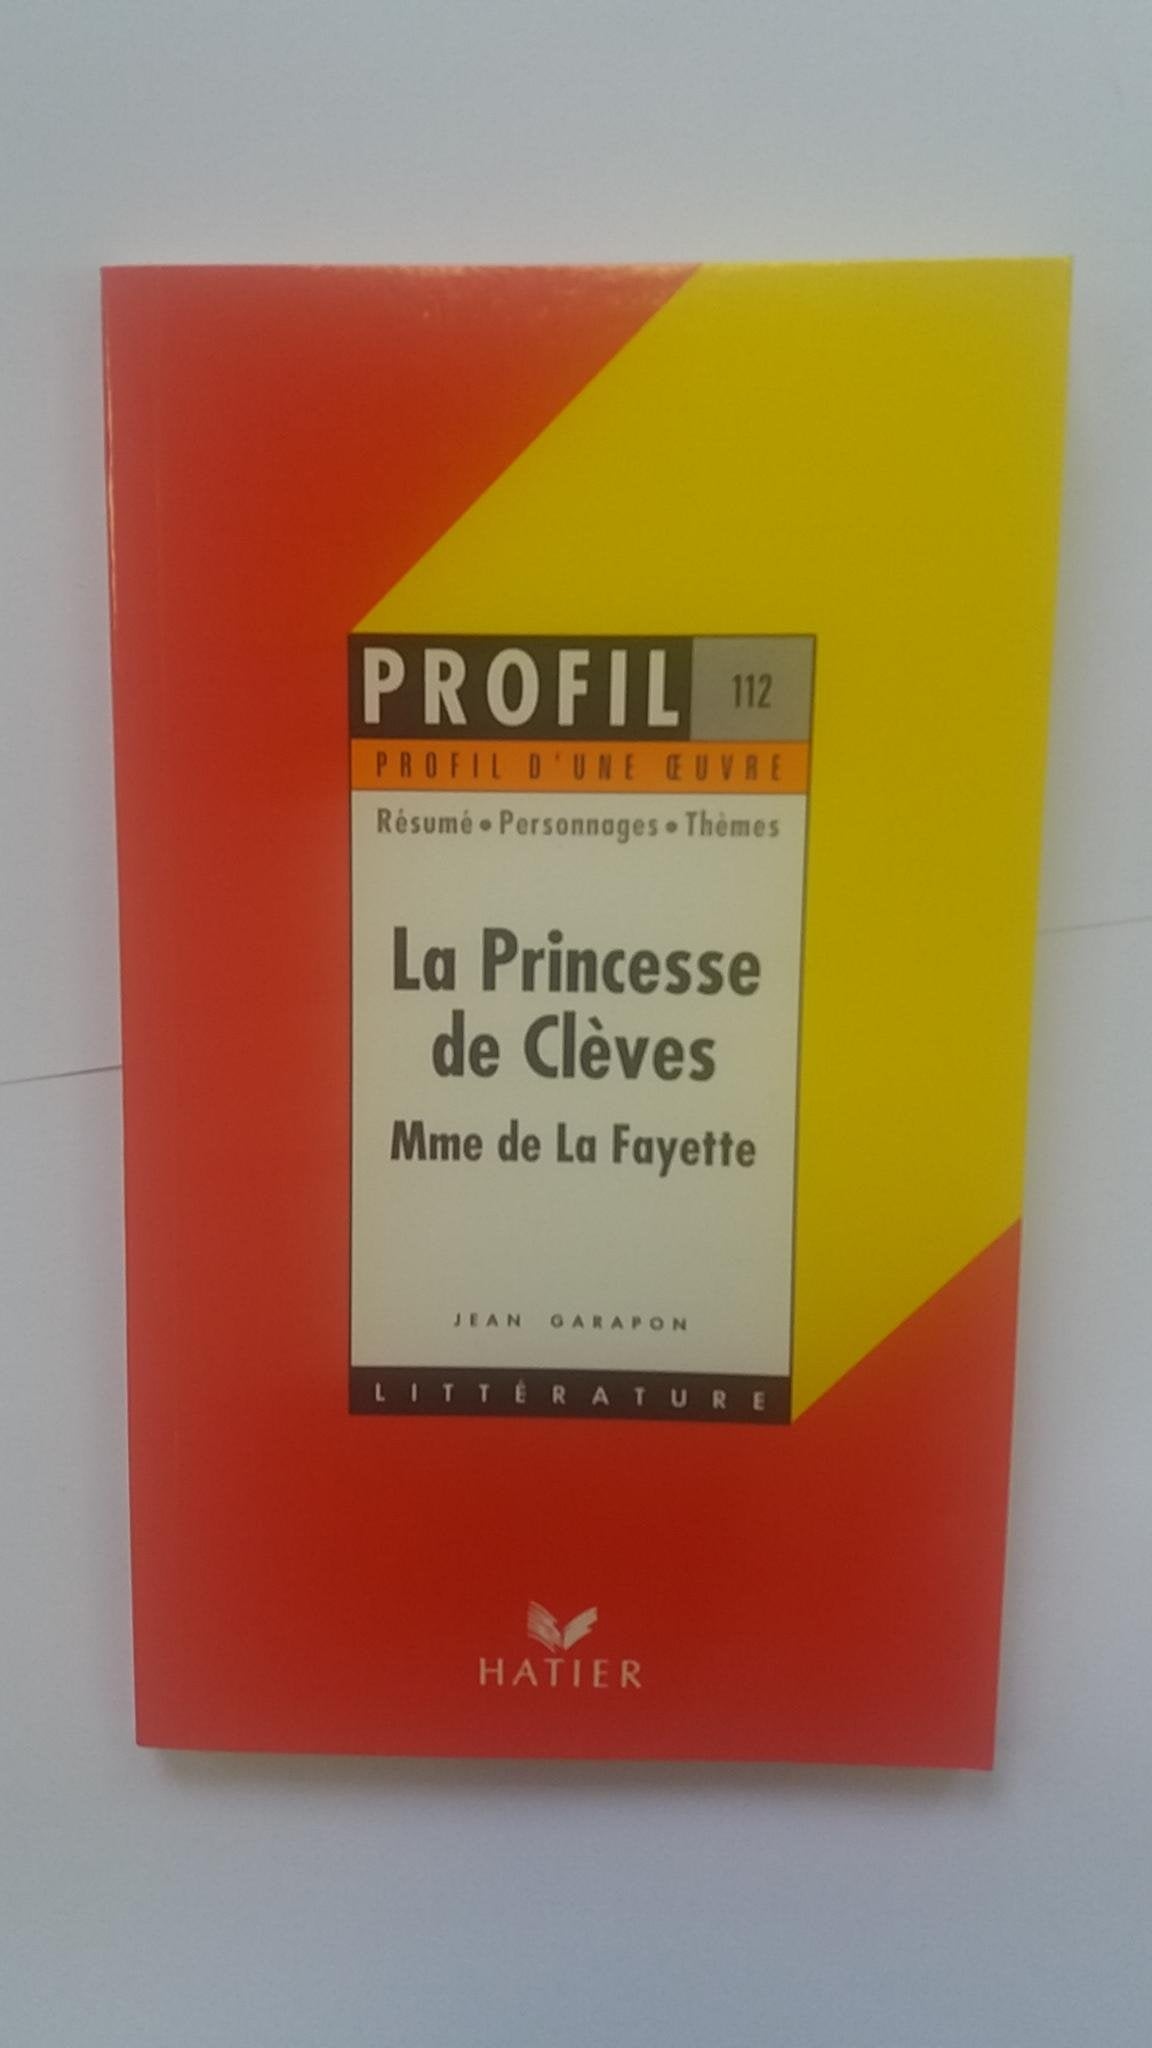 PROFIL 112
PROFIL D'UNE ŒUVRE
Résumé • Personnages • Thèmes
La Princesse
de Clèves
Mme de La Fayette
JEAN GARAPON
LITTÉRATURE
HATIER